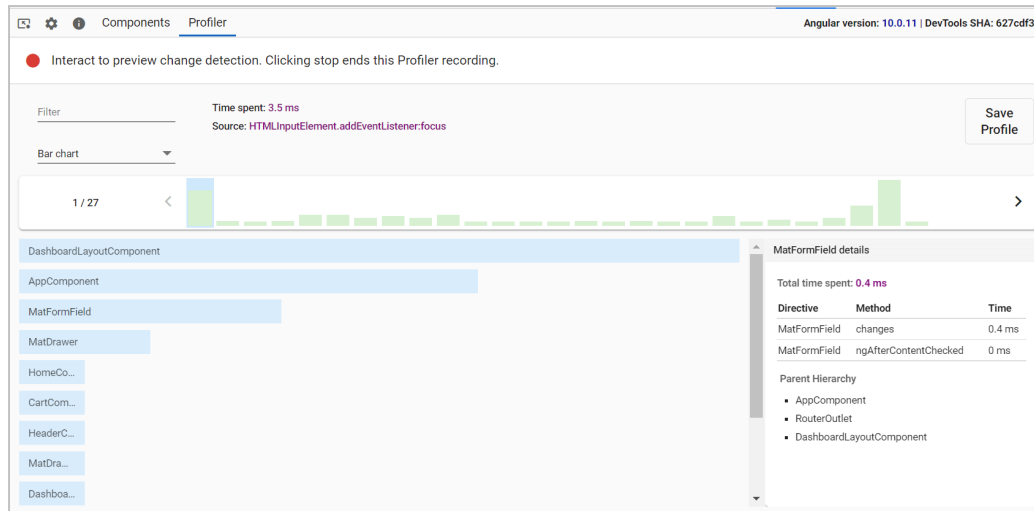 Components Profiler Angular version: 10.0.11 | DevTools SHA: 627cdf3
Interact to preview change detection. Clicking stop ends this Profiler recording.
Filter
Time spent: 3.5 ms
Source: HTMLInputElement.addEventListener:focus
Save
Profile
Bar chart
1 / 27
DashboardLayoutComponent
AppComponent
MatFormField
MatDrawer
HomeCo...
CartCom...
HeaderC...
MatDra...
Dashboa...
MatFormField details
Total time spent: 0.4 ms
Directive Method Time
MatFormField changes 0.4 ms
MatFormField ngAfterContentChecked 0 ms
Parent Hierarchy
AppComponent
RouterOutlet
DashboardLayoutComponent